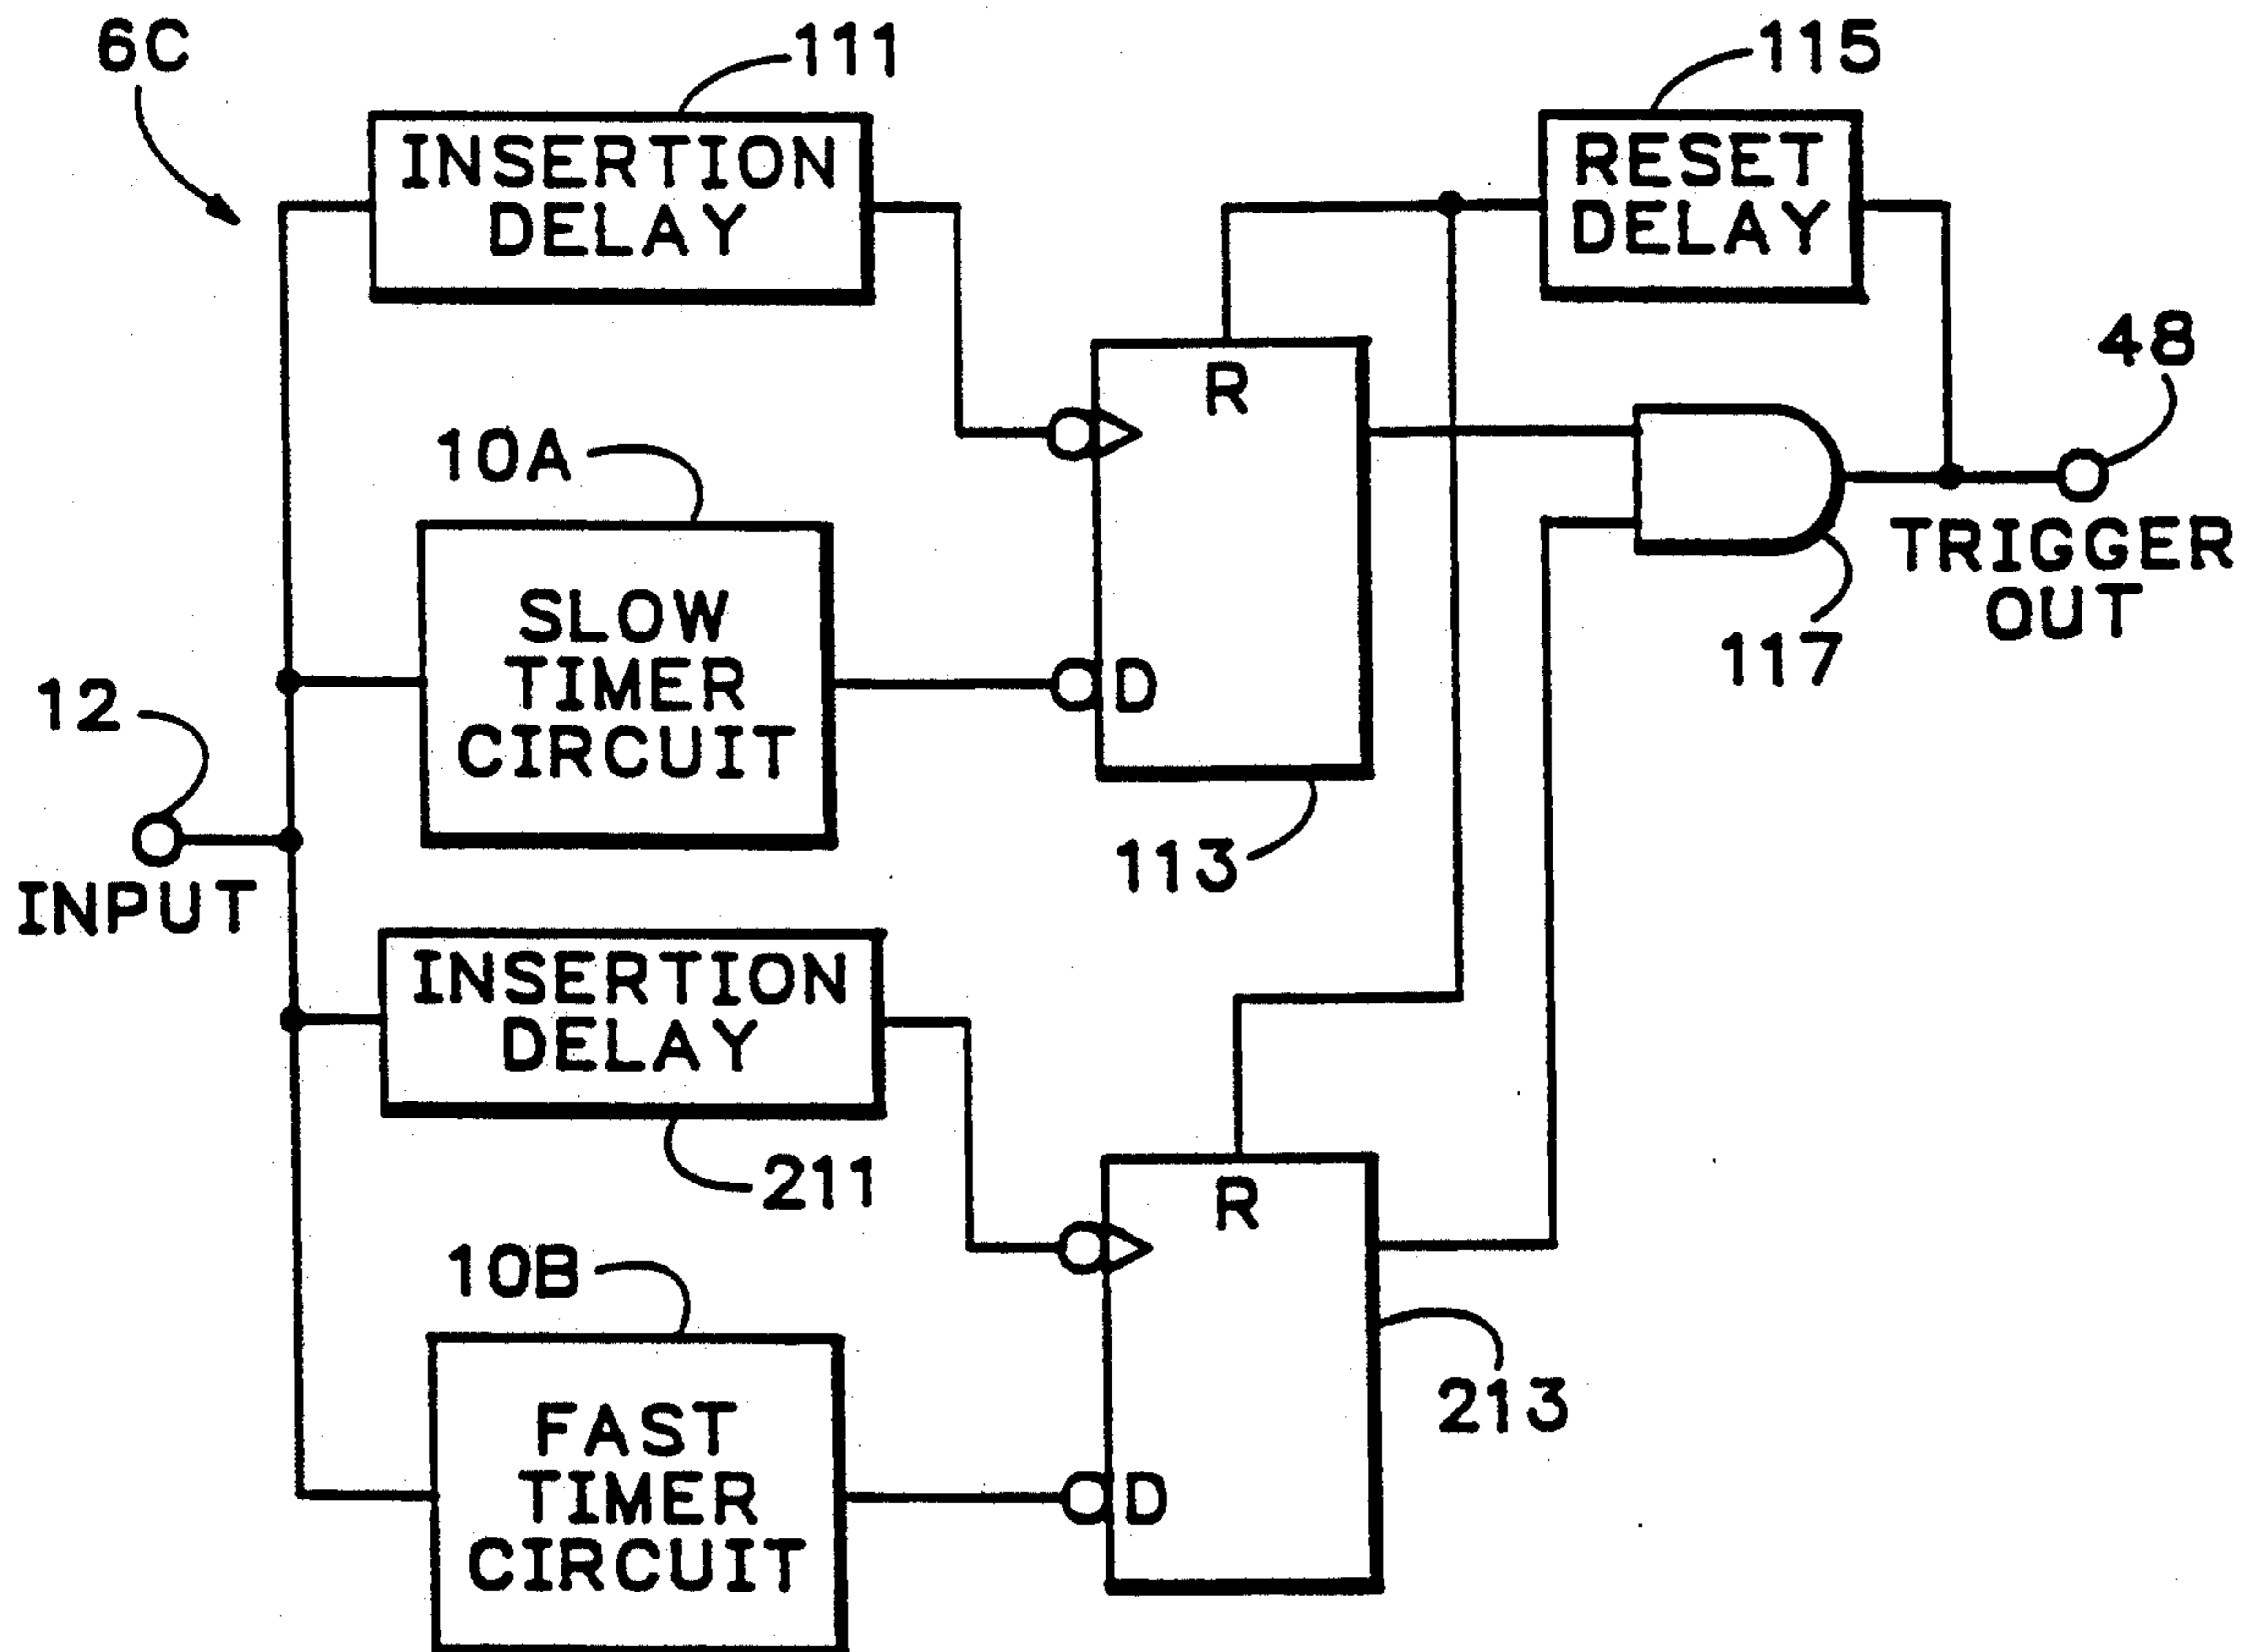 6C
111
115
INSERTION
DELAY
RESET
DELAY
48
R
10A
TRIGGER
OUT
SLOW
TIMER
CIRCUIT
D
117
12
INPUT
113
INSERTION
DELAY
211
R
10B
213
FAST
TIMER
CIRCUIT
D